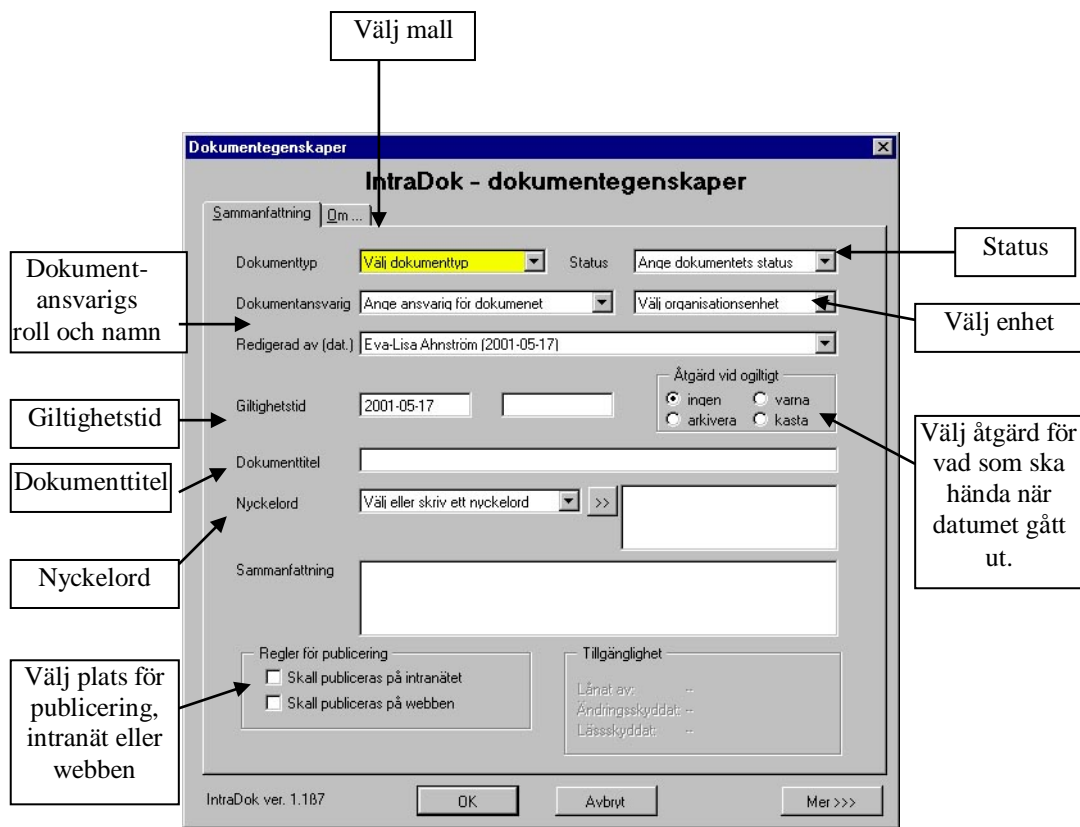 Välj mall
Dokumentegenskaper
IntraDok - dokumentegenskaper
Sammanfattning
Om ...
Dokument-
ansvarigs
roll och namn
Dokumenttyp
Välj dokumenttyp
Status
Ange dokumentets status
Status
Dokumentansvarig
Ange ansvarig för dokumenet
Välj organisationsenhet
Välj enhet
Redigerad av (dat.)
Eva-Lisa Ahnström (2001-05-17)
Åtgärd vid ogiltigt
ingen
varna
arkivera
kasta
Giltighetstid
Giltighetstid
2001-05-17
Välj åtgärd för
vad som ska
hända när
datumet gått
ut.
Dokumenttitel
Dokumenttitel
Nyckelord
Nyckelord
Välj eller skriv ett nyckelord
>>
Sammanfattning
Välj plats för
publicering,
intranät eller
webben
Regler för publicering
Skall publiceras på intranätet
Skall publiceras på webben
Tillgänglighet
Lånat av: --
Ändringsskyddat: --
Lässkyddat: --
IntraDok ver. 1.1ß7
OK
Avbryt
Mer >>>